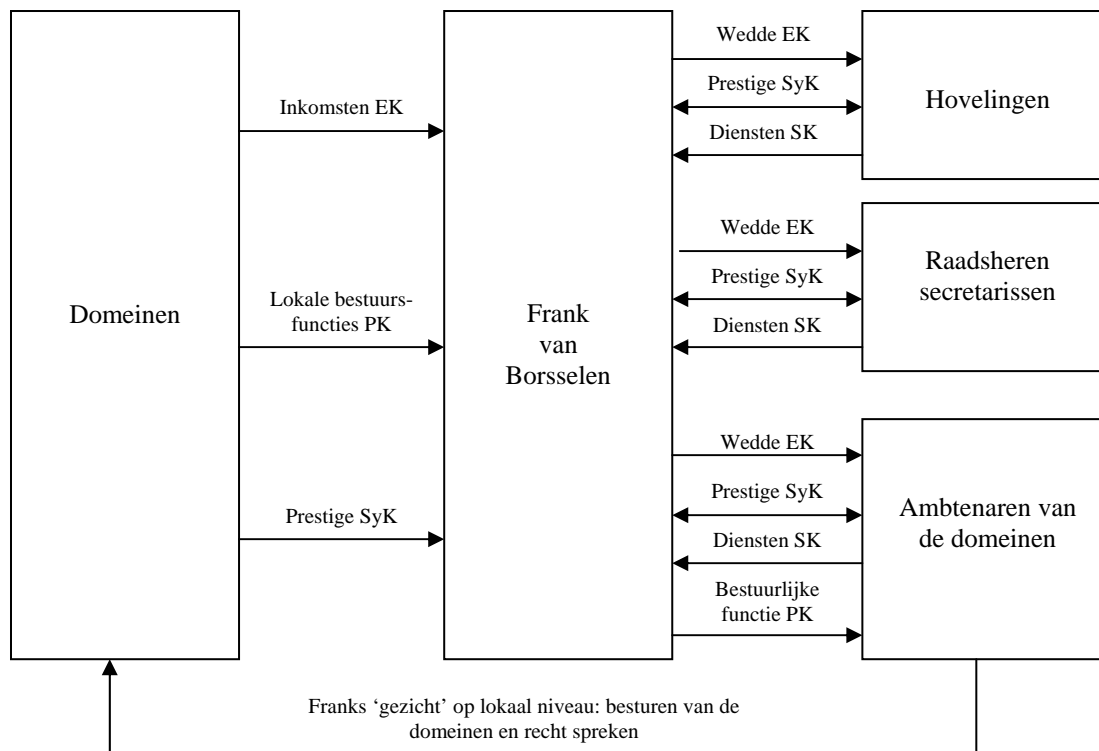 Domeinen
Inkomsten EK
Lokale bestuurs-
functies PK
Prestige SyK
Frank
van
Borsselen
Wedde EK
Prestige SyK
Diensten SK
Hovelingen
Wedde EK
Prestige SyK
Diensten SK
Raadsheren
secretarissen
Wedde EK
Prestige SyK
Diensten SK
Bestuurlijke
functie PK
Ambtenaren van
de domeinen
Franks ‘gezicht’ op lokaal niveau: besturen van de
domeinen en recht spreken